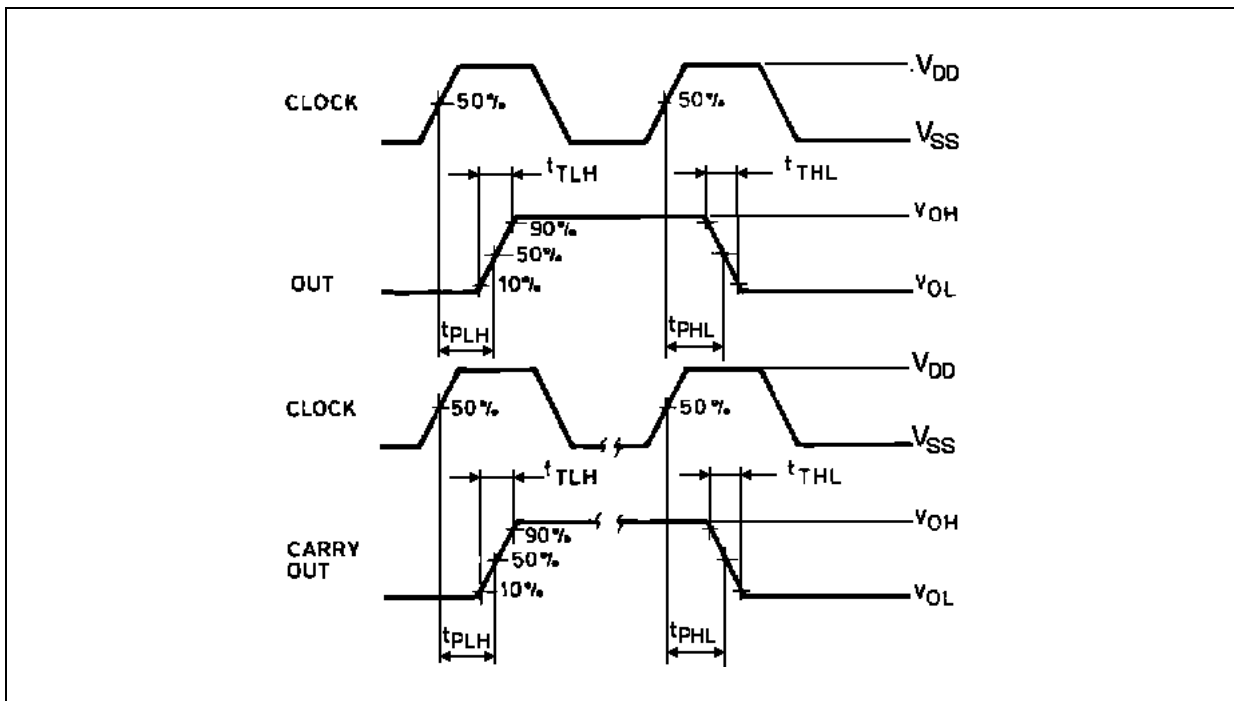 CLOCK
50%
50%
VDD
VSS
tTLH
tTHL
OUT
90%
50%
10%
VOH
VOL
tPLH
tPHL
CLOCK
50%
50%
VDD
VSS
tTLH
tTHL
CARRY
OUT
90%
50%
10%
VOH
VOL
tPLH
tPHL